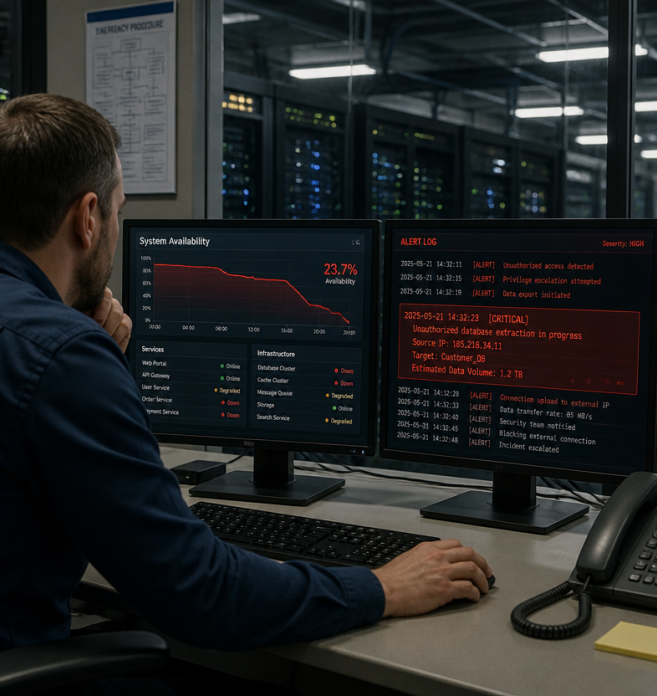 EMERGENCY PROCEDURE
System Availability
100%
80%
60%
40%
20%
0%
23.7%
Availability
00:00 04:00 08:00 12:00 16:00 20:00
Services
Web Portal Online
API Gateway Online
User Service Degraded
Order Service Down
Payment Service Down
Infrastructure
Database Cluster Down
Cache Cluster Down
Message Queue Degraded
Storage Online
Search Service Degraded
ALERT LOG Severity: HIGH
2025-05-21 14:32:11 [ALERT] Unauthorized access detected
2025-05-21 14:32:15 [ALERT] Privilege escalation attempted
2025-05-21 14:32:19 [ALERT] Data export initiated
2025-05-21 14:32:23 [CRITICAL]
Unauthorized database extraction in progress
Source IP: 185.216.34.11
Target: Customer_DB
Estimated Data Volume: 1.2 TB
2025-05-21 14:32:28 [ALERT] Connection upload to external IP
2025-05-21 14:32:33 [ALERT] Data transfer rate: 85 MB/s
2025-05-21 14:32:40 [ALERT] Security team notified
2025-05-21 14:32:45 [ALERT] Blocking external connection
2025-05-21 14:32:48 [ALERT] Incident escalated